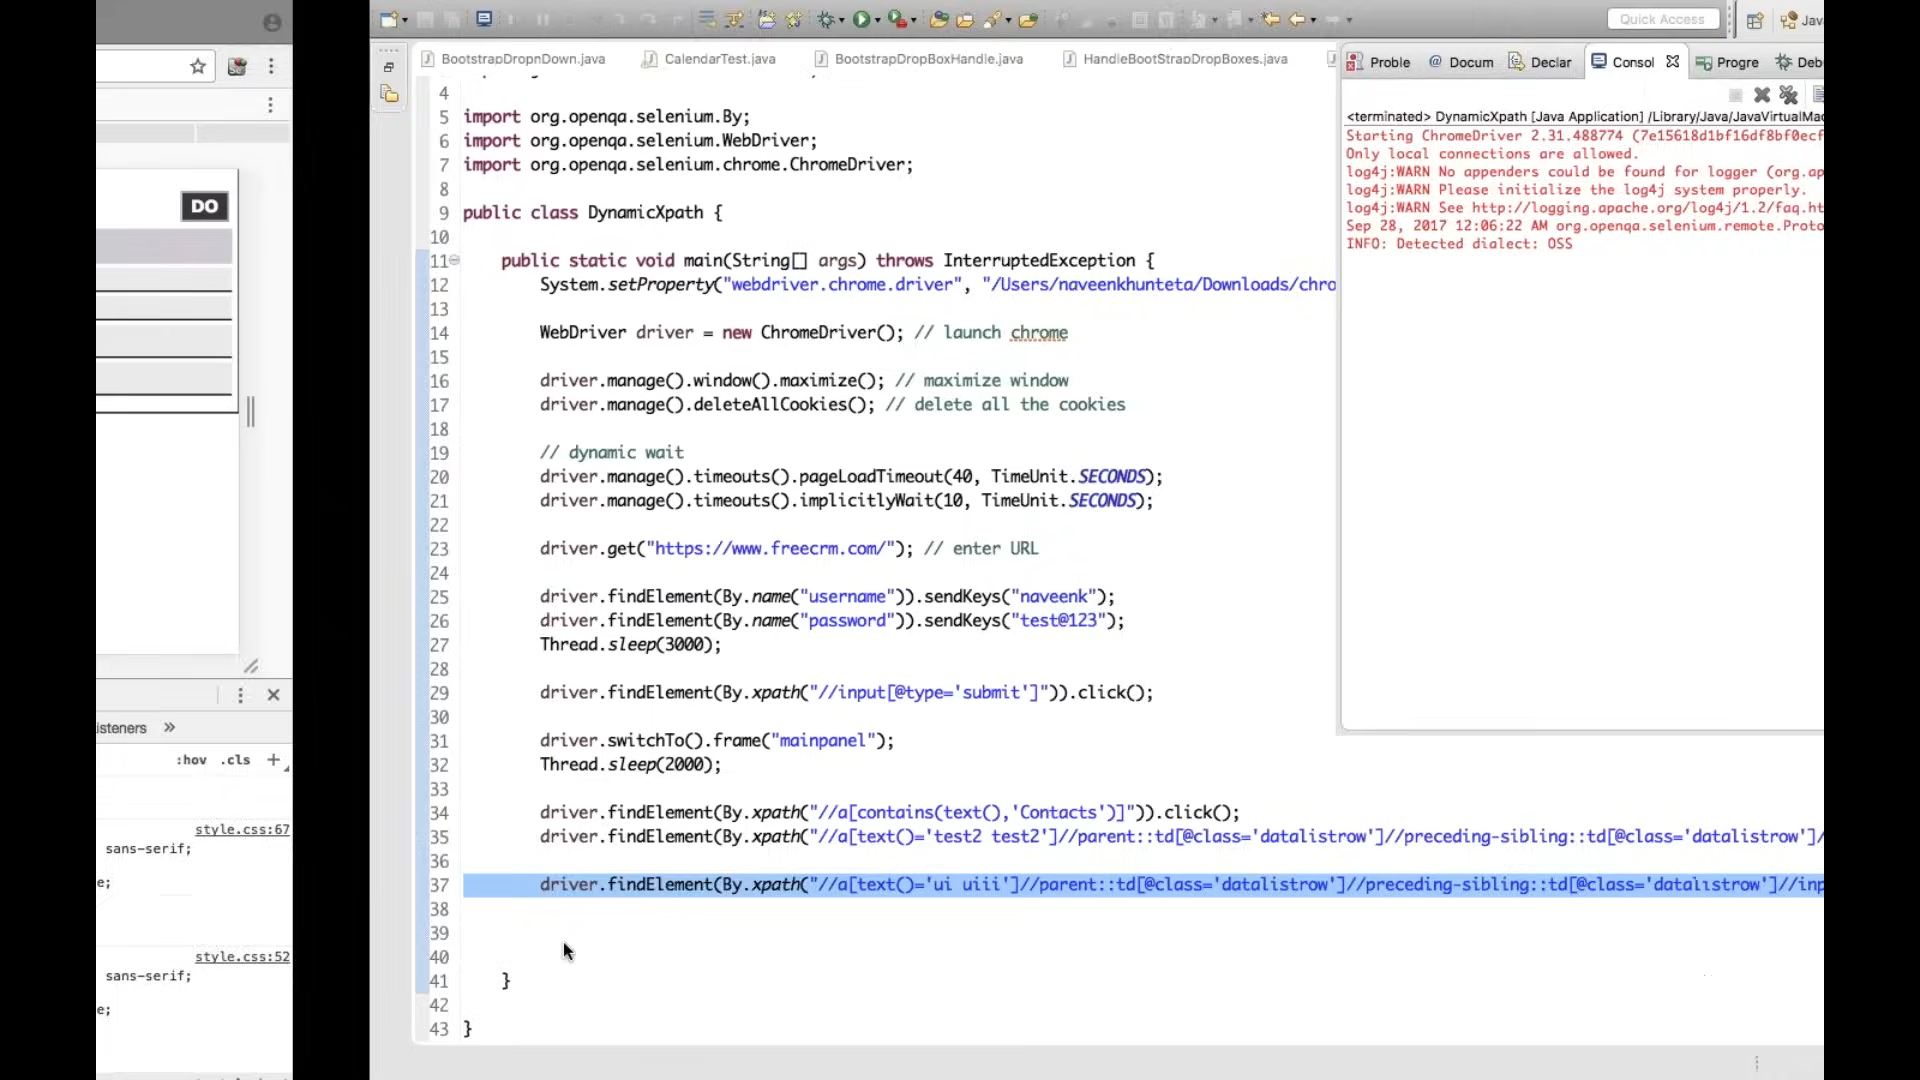 Quick Access
Java
BootstrapDropnDown.java
CalendarTest.java
BootstrapDropBoxHandle.java
HandleBootStrapDropBoxes.java
Proble
@ Docum
Declar
Consol
Progre
Deb
DO
isteners »
:hov .cls +
style.css:67
sans-serif;
e;
style.css:52
sans-serif;
e;
4
5 import org.openqa.selenium.By;
6 import org.openqa.selenium.WebDriver;
7 import org.openqa.selenium.chrome.ChromeDriver;
8
9 public class DynamicXpath {
10
11 public static void main(String[] args) throws InterruptedException {
12 System.setProperty("webdriver.chrome.driver", "/Users/naveenkhunteta/Downloads/chro
13
14 WebDriver driver = new ChromeDriver(); // launch chrome
15
16 driver.manage().window().maximize(); // maximize window
17 driver.manage().deleteAllCookies(); // delete all the cookies
18
19 // dynamic wait
20 driver.manage().timeouts().pageLoadTimeout(40, TimeUnit.SECONDS);
21 driver.manage().timeouts().implicitlyWait(10, TimeUnit.SECONDS);
22
23 driver.get("https://www.freecrm.com/"); // enter URL
24
25 driver.findElement(By.name("username")).sendKeys("naveenk");
26 driver.findElement(By.name("password")).sendKeys("test@123");
27 Thread.sleep(3000);
28
29 driver.findElement(By.xpath("//input[@type='submit']")).click();
30
31 driver.switchTo().frame("mainpanel");
32 Thread.sleep(2000);
33
34 driver.findElement(By.xpath("//a[contains(text(),'Contacts')]")).click();
35 driver.findElement(By.xpath("//a[text()='test2 test2']//parent::td[@class='datalistrow']//preceding-sibling::td[@class='datalistrow']/
36
37 driver.findElement(By.xpath("//a[text()='ui uiii']//parent::td[@class='datalistrow']//preceding-sibling::td[@class='datalistrow']//inp
38
39
40
41 }
42
43 }
<terminated> DynamicXpath [Java Application] /Library/Java/JavaVirtualMac
Starting ChromeDriver 2.31.488774 (7e15618d1bf16df8bf0ecf
Only local connections are allowed.
log4j:WARN No appenders could be found for logger (org.ap
log4j:WARN Please initialize the log4j system properly.
log4j:WARN See http://logging.apache.org/log4j/1.2/faq.ht
Sep 28, 2017 12:06:22 AM org.openqa.selenium.remote.Proto
INFO: Detected dialect: OSS